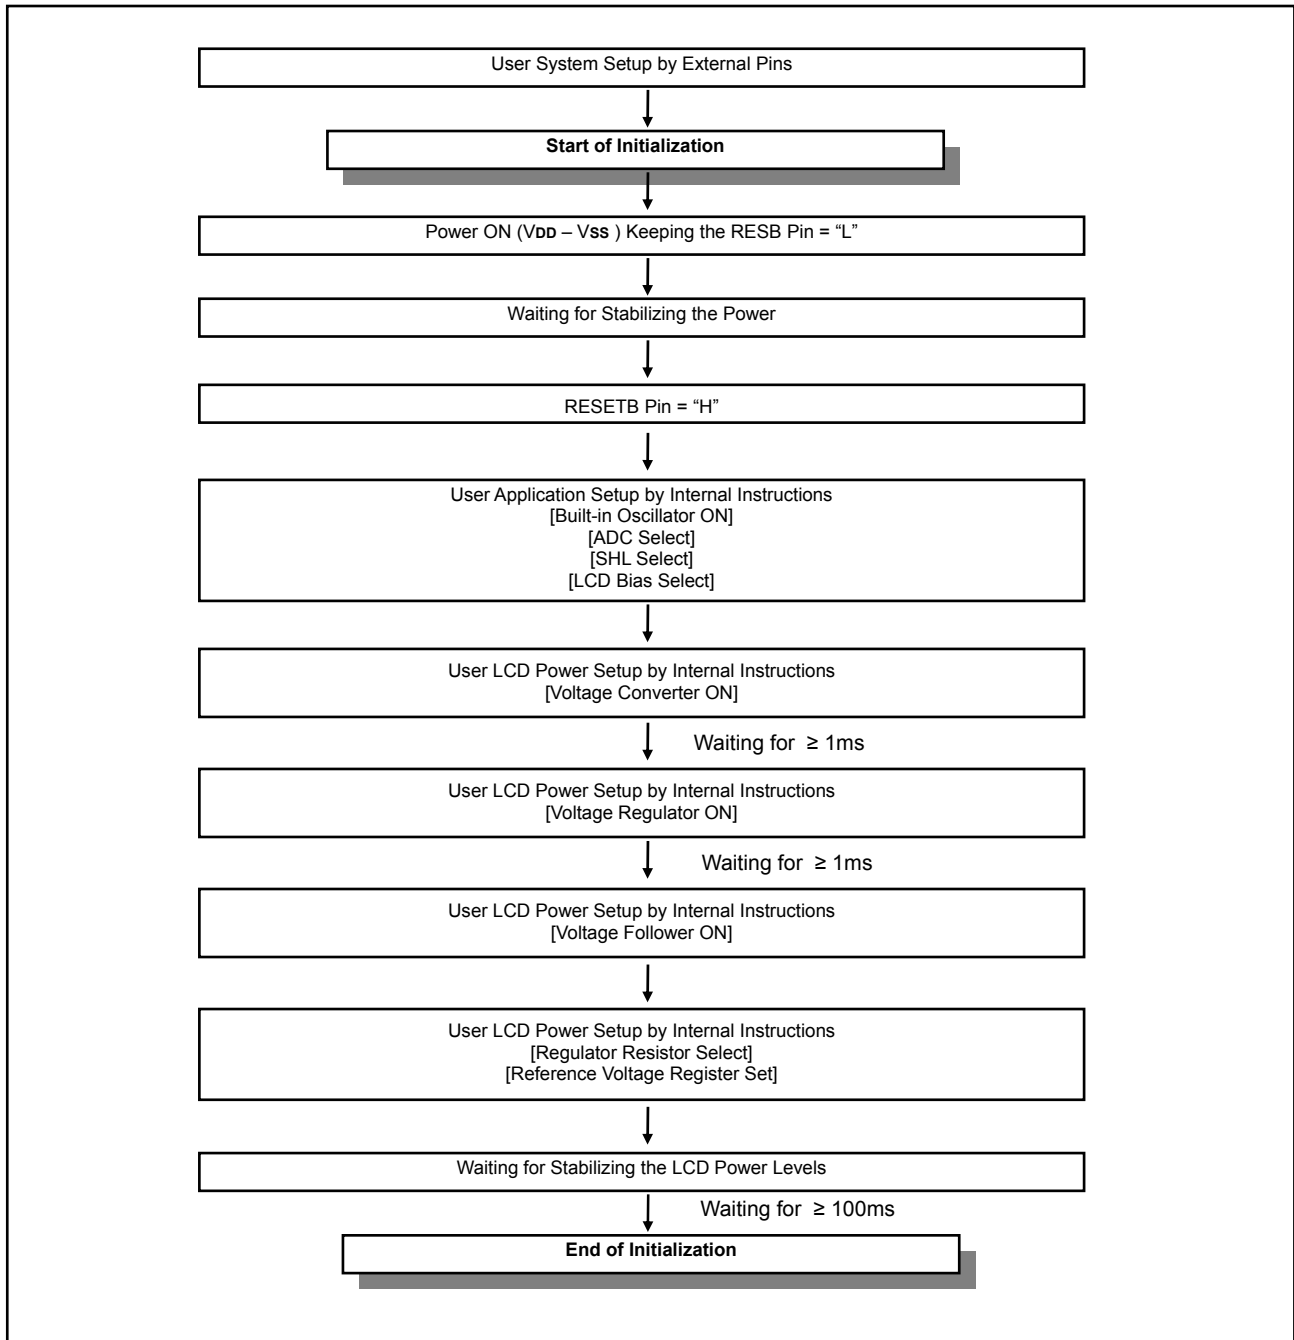 User System Setup by External Pins
Start of Initialization
Power ON (VDD – VSS ) Keeping the RESB Pin = “L”
Waiting for Stabilizing the Power
RESETB Pin = “H”
User Application Setup by Internal Instructions
[Built-in Oscillator ON]
[ADC Select]
[SHL Select]
[LCD Bias Select]
User LCD Power Setup by Internal Instructions
[Voltage Converter ON]
Waiting for ≥ 1ms
User LCD Power Setup by Internal Instructions
[Voltage Regulator ON]
Waiting for ≥ 1ms
User LCD Power Setup by Internal Instructions
[Voltage Follower ON]
User LCD Power Setup by Internal Instructions
[Regulator Resistor Select]
[Reference Voltage Register Set]
Waiting for Stabilizing the LCD Power Levels
Waiting for ≥ 100ms
End of Initialization